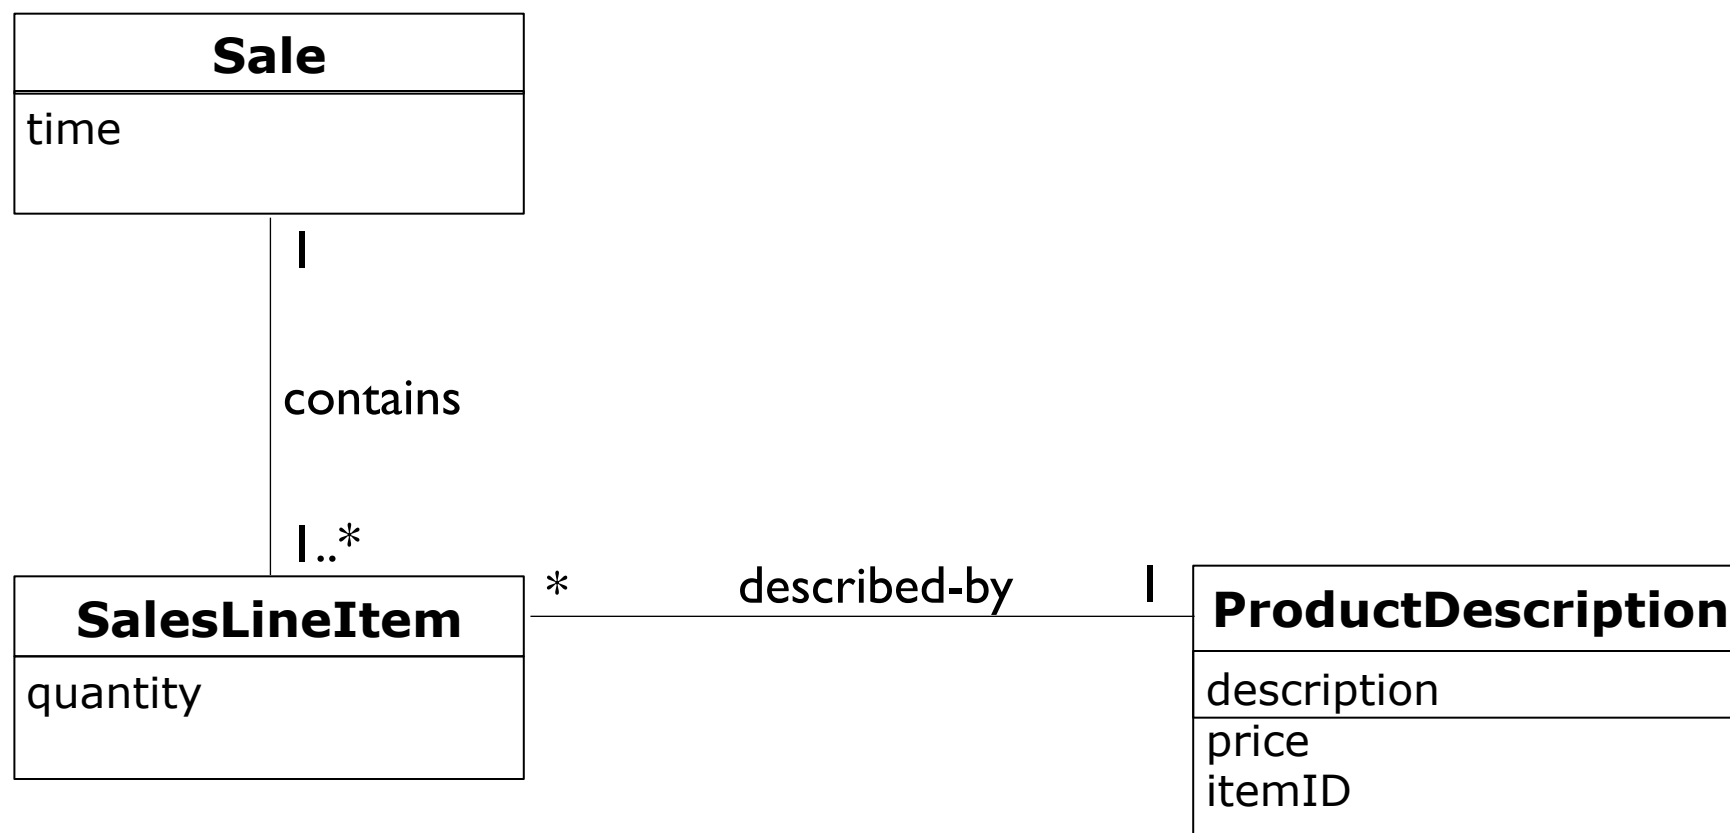 Sale
time
1
contains
1..*
SalesLineItem
quantity
* described-by 1
ProductDescription
description
price
itemID